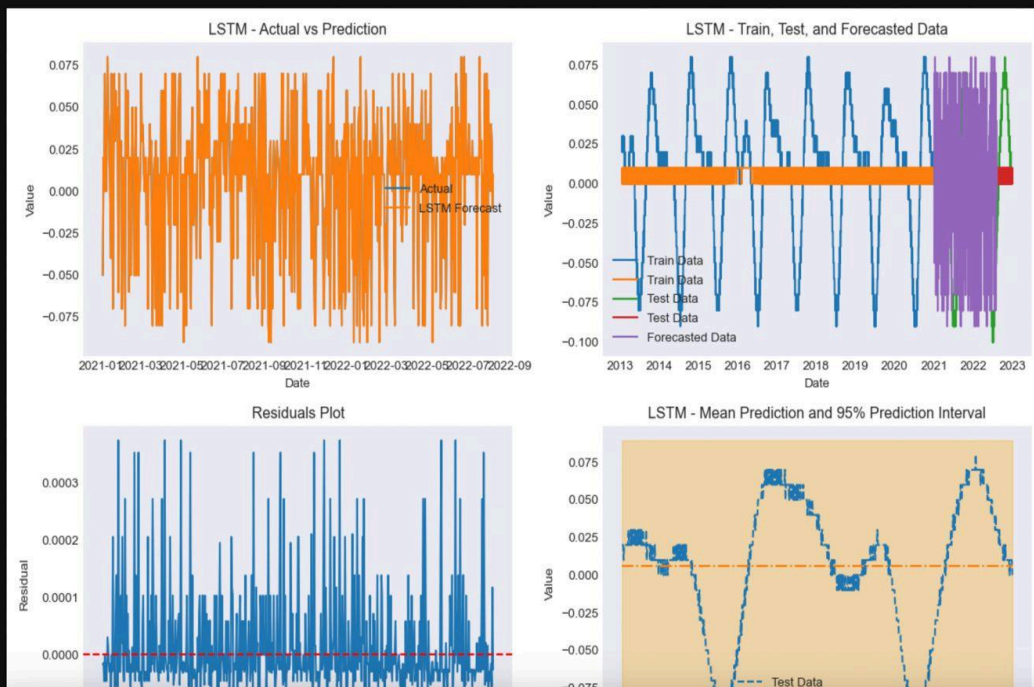 LSTM - Actual vs Prediction
0.075
0.050
0.025
0.000
−0.025
−0.050
−0.075
Value
Actual
LSTM Forecast
2021-01 2021-03 2021-05 2021-07 2021-09 2021-11 2022-01 2022-03 2022-05 2022-07 2022-09
Date
LSTM - Train, Test, and Forecasted Data
0.075
0.050
0.025
0.000
−0.025
−0.050
−0.075
−0.100
Value
Train Data
Train Data
Test Data
Test Data
Forecasted Data
2013 2014 2015 2016 2017 2018 2019 2020 2021 2022 2023
Date
Residuals Plot
0.0003
0.0002
0.0001
0.0000
Residual
LSTM - Mean Prediction and 95% Prediction Interval
0.075
0.050
0.025
0.000
−0.025
−0.050
−0.075
Value
Test Data